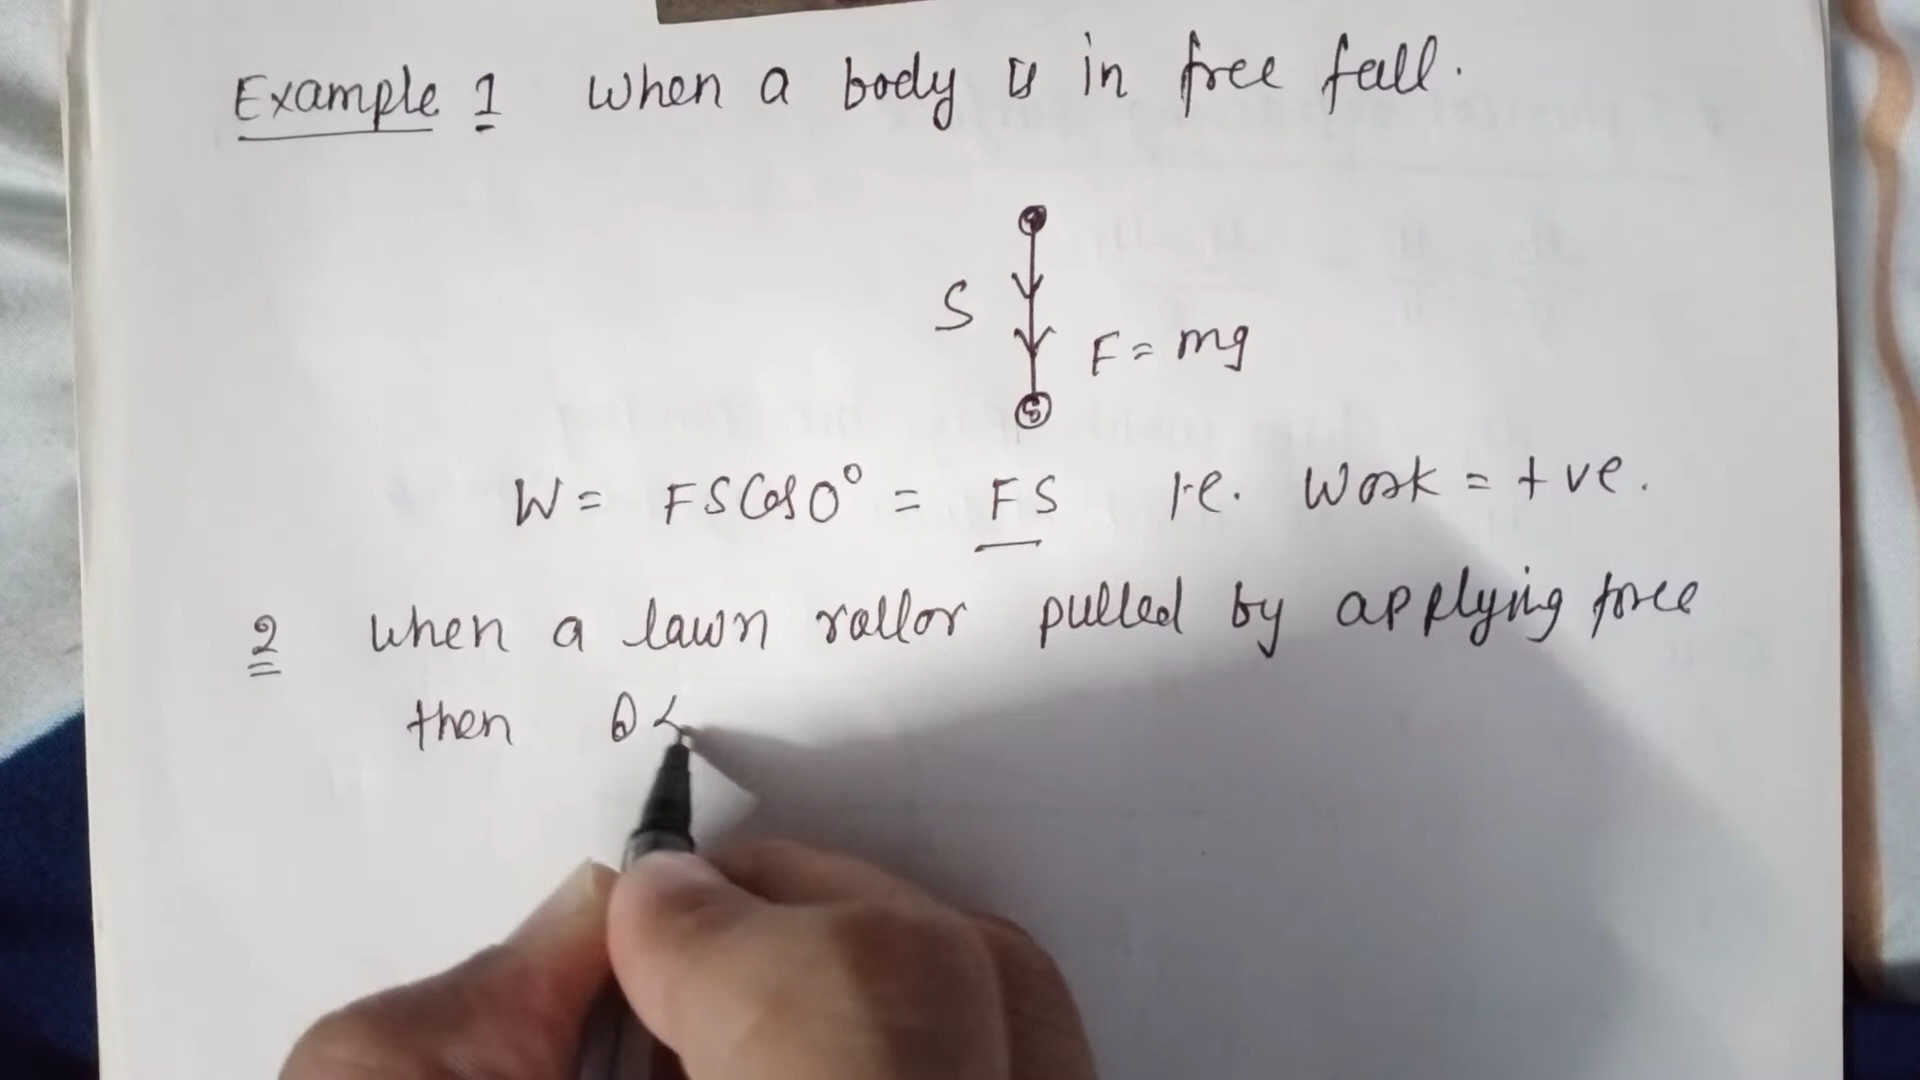 Example 1 When a body is in free fall.
S
F = mg
W = FS Cos 0° = FS i.e. Work = +ve.
2 When a lawn rollor pulled by applying force
then θ <